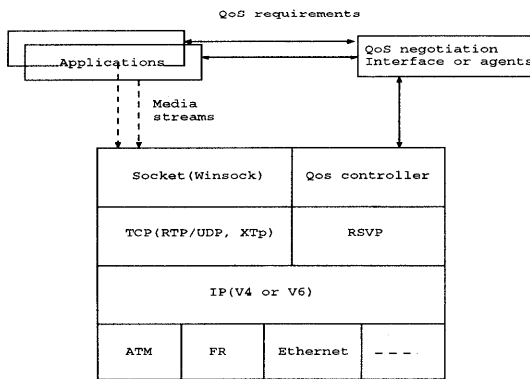 QoS requirements
Applications
QoS negotiation
Interface or agents
Media
streams
Socket(Winsock)
Qos controller
TCP(RTP/UDP, XTp)
RSVP
IP(V4 or V6)
ATM
FR
Ethernet